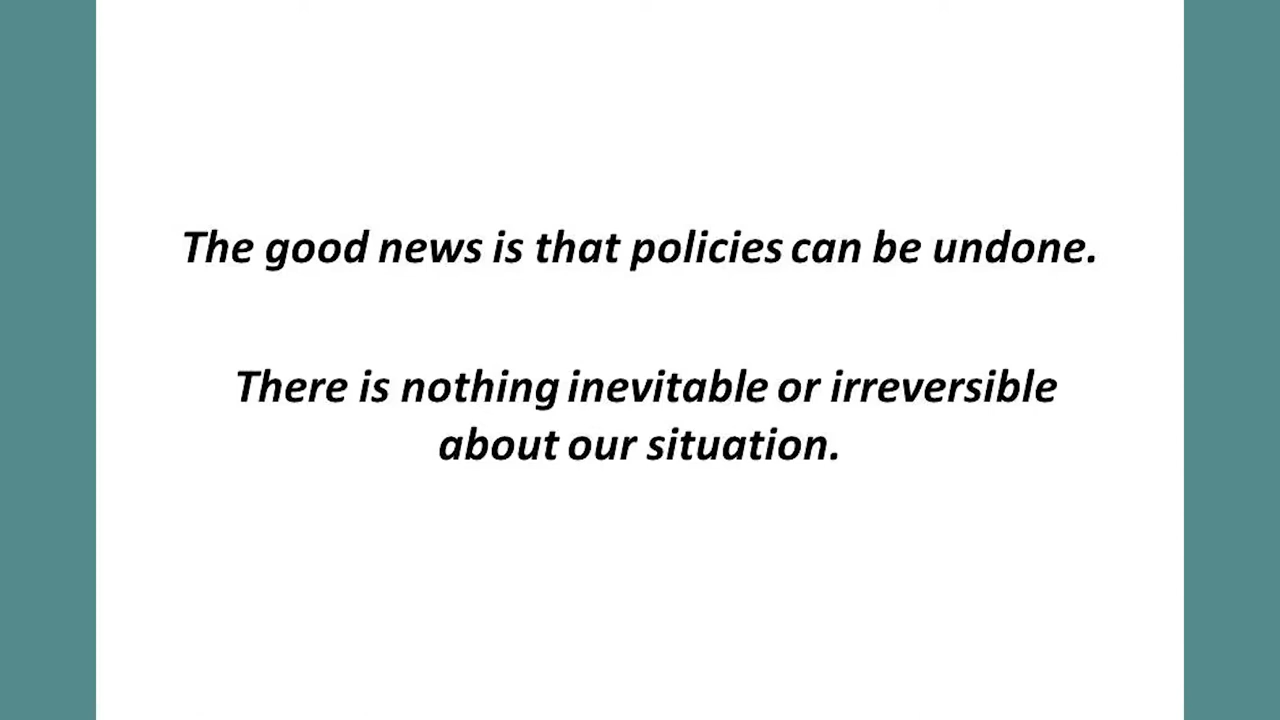 The good news is that policies can be undone.
There is nothing inevitable or irreversible
about our situation.